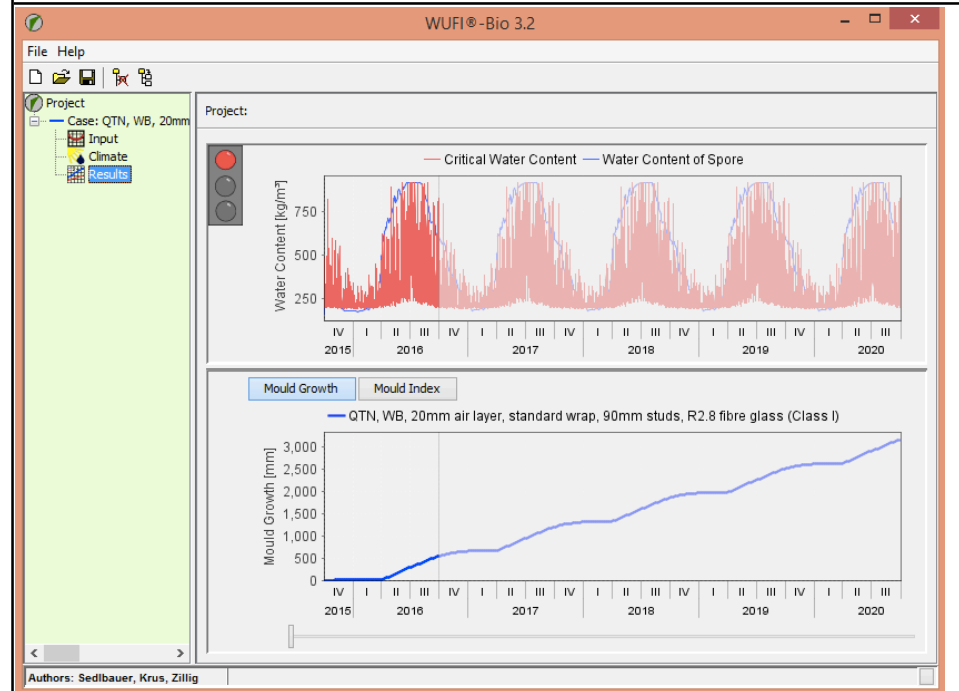 WUFI®-Bio 3.2
File Help
Project
Case: QTN, WB, 20mm
Input
Climate
Results
Project:
Critical Water Content Water Content of Spore
Water Content [kg/m³]
750
500
250
IV I II III IV I II III IV I II III IV I II III IV I II III
2015 2016 2017 2018 2019 2020
Mould Growth Mould Index
QTN, WB, 20mm air layer, standard wrap, 90mm studs, R2.8 fibre glass (Class I)
Mould Growth [mm]
3,000
2,500
2,000
1,500
1,000
500
0
IV I II III IV I II III IV I II III IV I II III IV I II III
2015 2016 2017 2018 2019 2020
Authors: Sedlbauer, Krus, Zillig